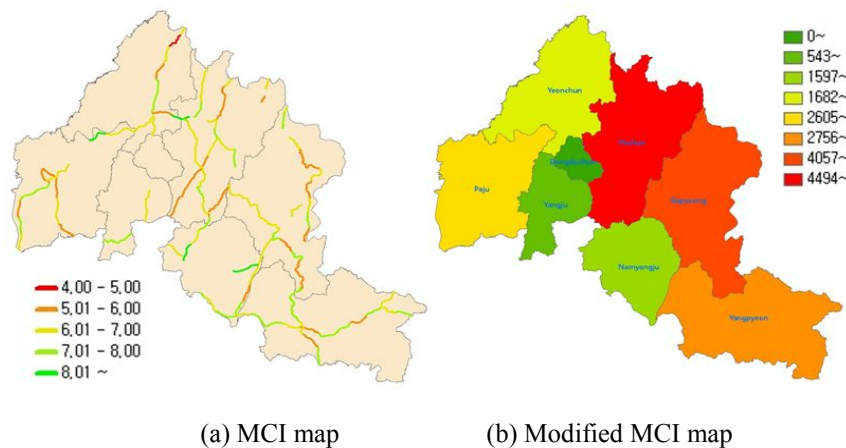 4,00 - 5,00
5,01 - 6,00
6,01 - 7,00
7,01 - 8,00
8,01 ~
0~
543~
1597~
1682~
2605~
2756~
4057~
4494~
Yeonchun
Paju
Yangju
Namyangju
Yangpyeon
(a) MCI map
(b) Modified MCI map